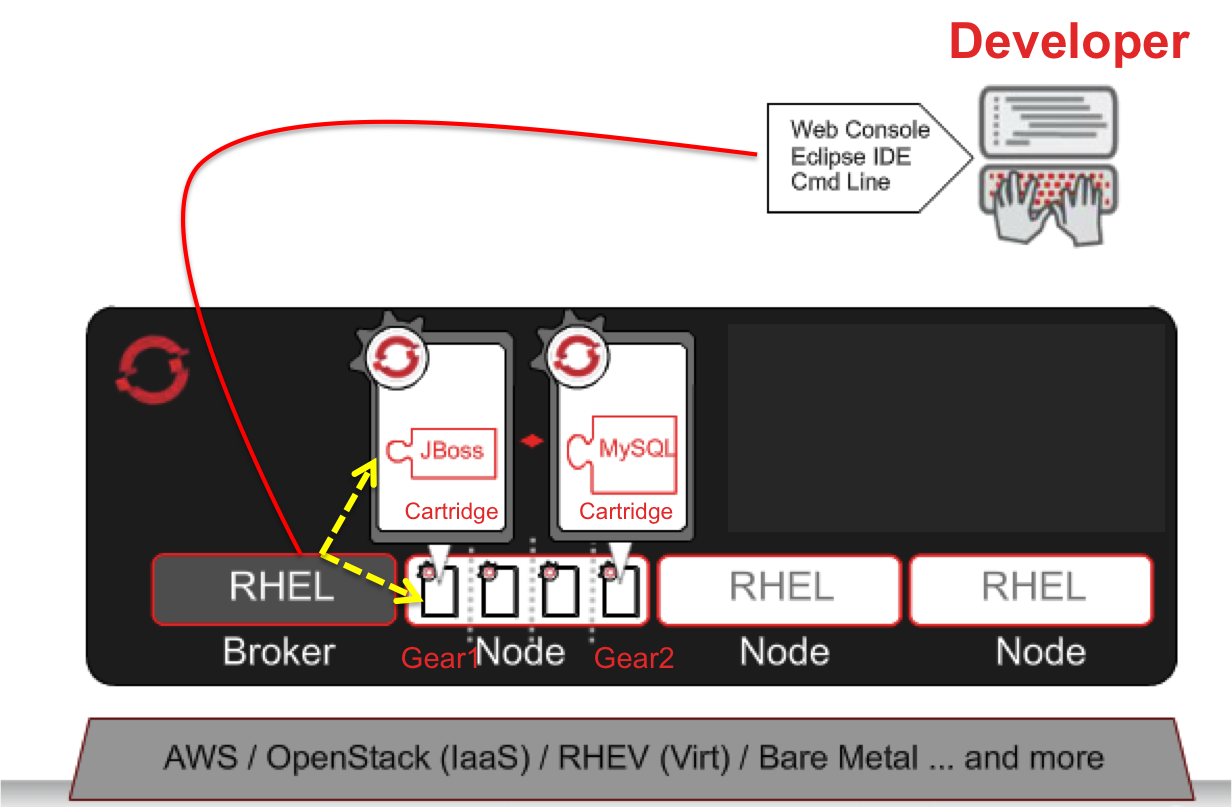 Developer
Web Console
Eclipse IDE
Cmd Line
JBoss
MySQL
Cartridge
Cartridge
RHEL
RHEL
RHEL
Broker
Gear1
Node
Gear2
Node
Node
AWS / OpenStack (IaaS) / RHEV (Virt) / Bare Metal ... and more